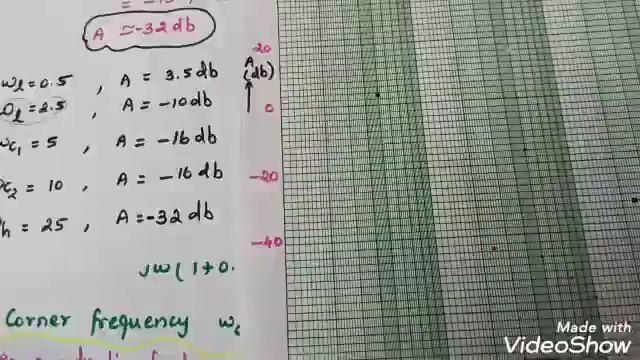 A ≃ -32 db
ωl = 0.5 , A = 3.5 db
ωl = 2.5 , A = -10 db
ωc1 = 5 , A = -16 db
ωc2 = 10 , A = -16 db
h = 25 , A = -32 db
jω ( 1+0.
Corner frequency ωc
20
A
(db)
0
-20
-40
Made with
VideoShow